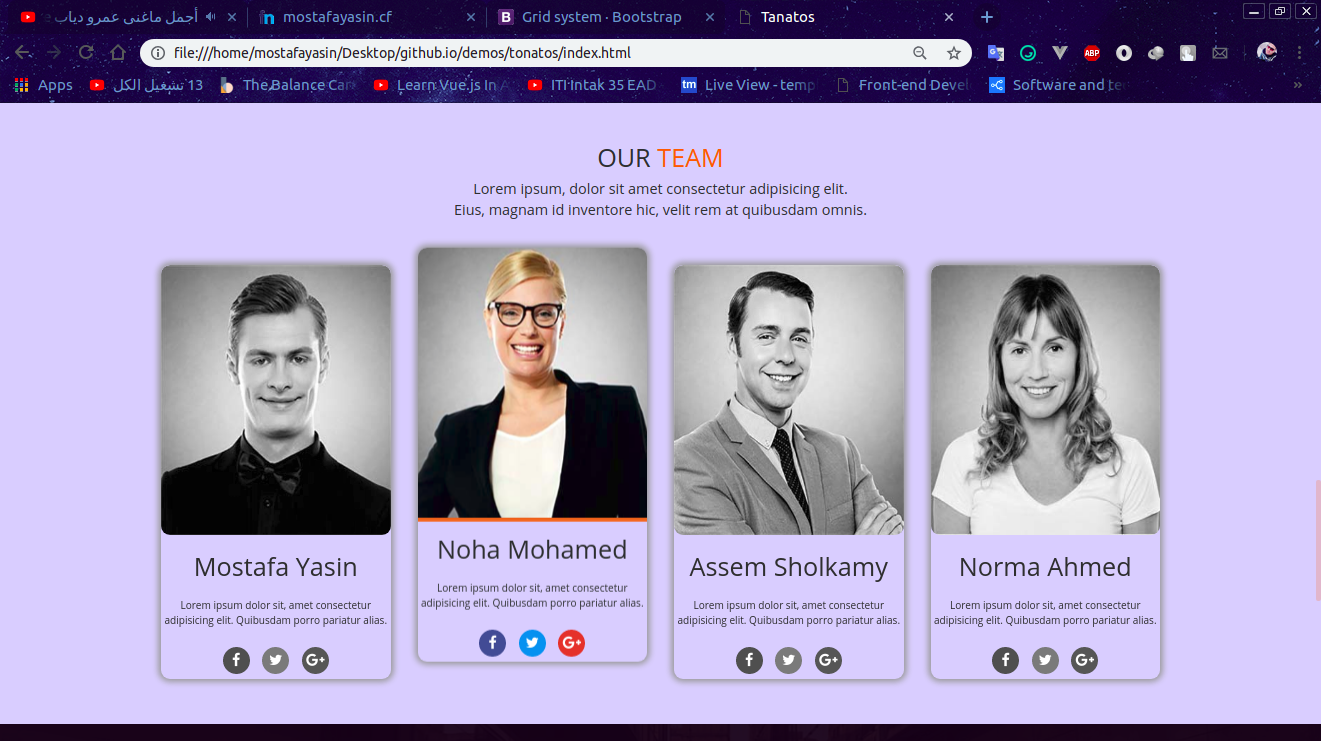 أجمل ماغنى عمرو دياب
mostafayasin.cf
Grid system · Bootstrap
Tanatos
file:///home/mostafayasin/Desktop/github.io/demos/tonatos/index.html
ABP
Apps
13 تشغيل الكل
The Balance Car
Learn Vue.js In A
ITI Intak 35 EAD
tm Live View - temp
Front-end Devel
Software and te
OUR TEAM
Lorem ipsum, dolor sit amet consectetur adipisicing elit.
Eius, magnam id inventore hic, velit rem at quibusdam omnis.
Mostafa Yasin
Lorem ipsum dolor sit, amet consectetur
adipisicing elit. Quibusdam porro pariatur alias.
Noha Mohamed
Lorem ipsum dolor sit, amet consectetur
adipisicing elit. Quibusdam porro pariatur alias.
Assem Sholkamy
Lorem ipsum dolor sit, amet consectetur
adipisicing elit. Quibusdam porro pariatur alias.
Norma Ahmed
Lorem ipsum dolor sit, amet consectetur
adipisicing elit. Quibusdam porro pariatur alias.